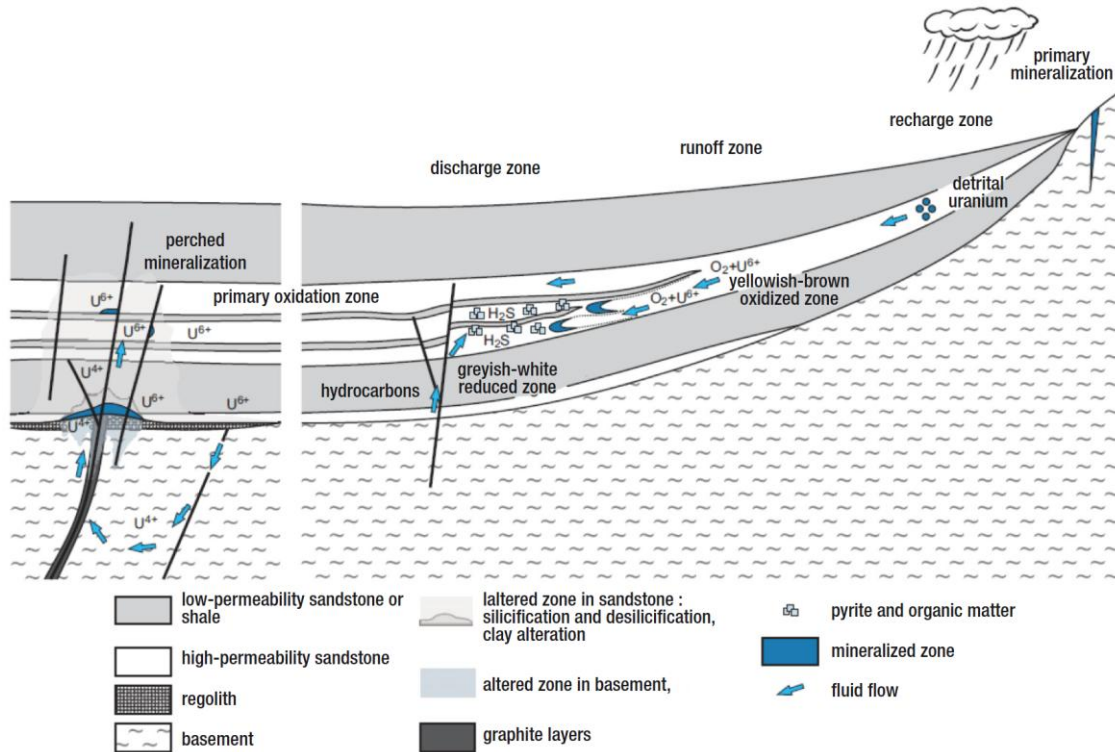 primary
mineralization
recharge zone
runoff zone
discharge zone
detrital
uranium
perched
mineralization
O₂+U⁶⁺
yellowish-brown
oxidized zone
U⁶⁺
primary oxidation zone
O₂+U⁶⁺
H₂S
U⁶⁺
U⁶⁺
H₂S
U⁴⁺
greyish-white
reduced zone
hydrocarbons
U⁶⁺
U⁶⁺
U⁴⁺
U⁴⁺
low-permeability sandstone or
shale
high-permeability sandstone
regolith
basement
laltered zone in sandstone :
silicification and desilicification,
clay alteration
altered zone in basement,
graphite layers
pyrite and organic matter
mineralized zone
fluid flow